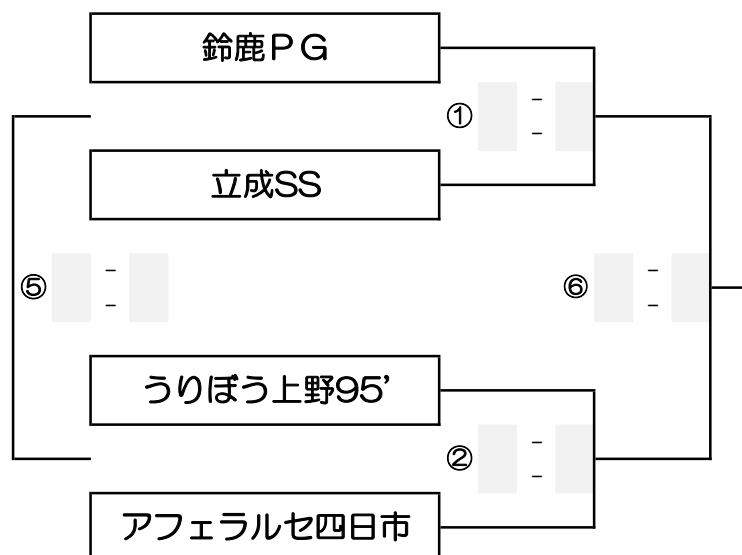 鈴鹿ＰＧ
① -
-
立成SS
⑤ -
-
⑥ -
-
うりぼう上野95’
② -
-
アフェラルセ四日市